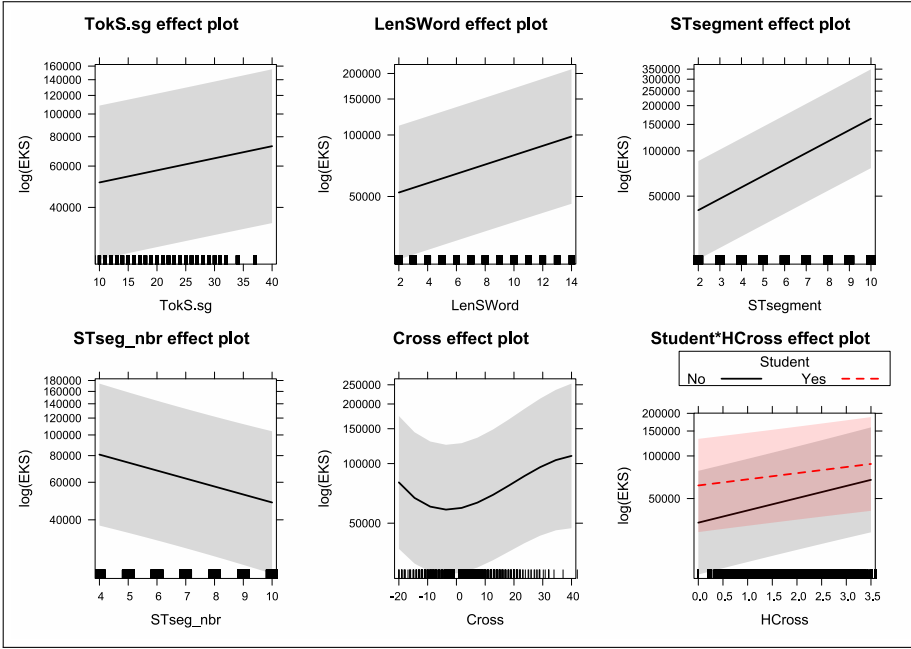 TokS.sg effect plot
160000
140000
120000
100000
80000
60000
40000
log(EKS)
10 15 20 25 30 35 40
TokS.sg
LenSWord effect plot
200000
150000
100000
50000
log(EKS)
2 4 6 8 10 12 14
LenSWord
STsegment effect plot
350000
300000
250000
200000
150000
100000
50000
log(EKS)
2 3 4 5 6 7 8 9 10
STsegment
STseg_nbr effect plot
180000
160000
140000
120000
100000
80000
60000
40000
log(EKS)
4 5 6 7 8 9 10
STseg_nbr
Cross effect plot
250000
200000
150000
100000
50000
log(EKS)
-20 -10 0 10 20 30 40
Cross
Student*HCross effect plot
Student
No Yes
200000
150000
100000
50000
log(EKS)
0.0 0.5 1.0 1.5 2.0 2.5 3.0 3.5
HCross